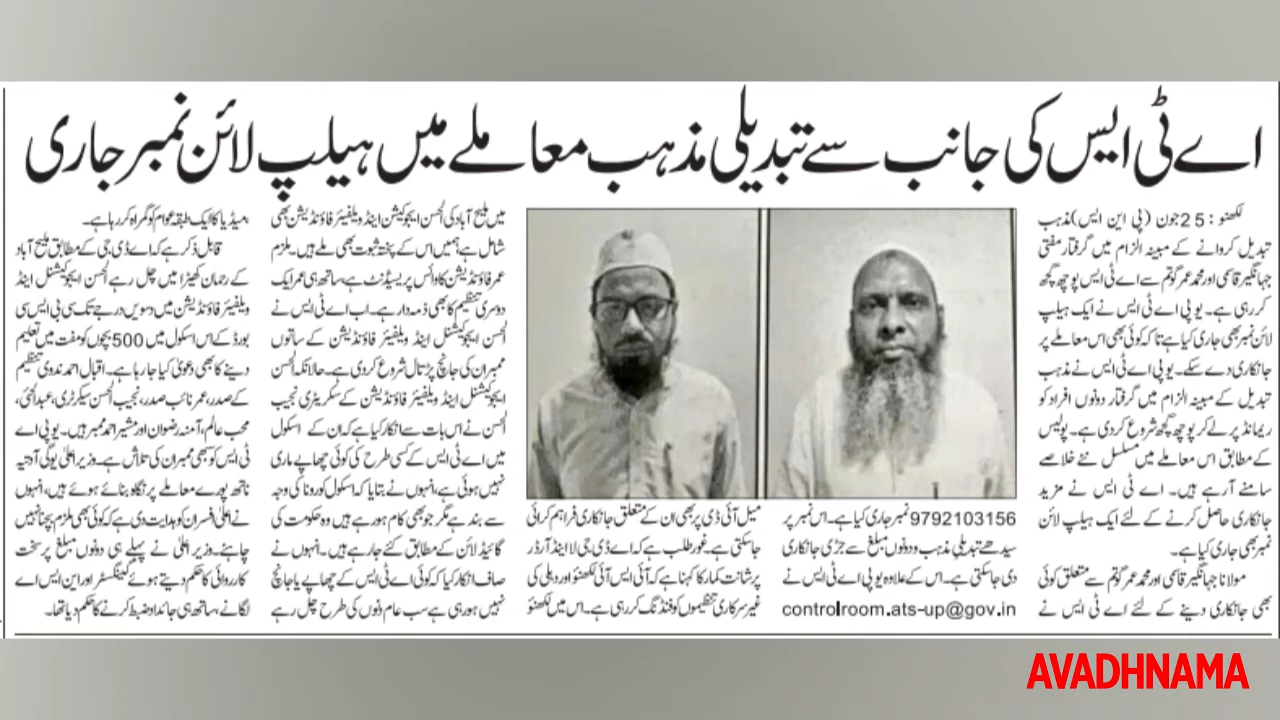 اے ٹی ایس کی جانب سے تبدیلی مذہب معاملے میں ہیلپ لائن نمبر جاری
لکھنو: 25 جون (پی این ایس) مذہب
تبدیل کروانے کے مبینہ الزام میں گرفتار مفتی
جہانگیر قاسمی اور محمد عمر گوتم سے اے ٹی ایس پوچھ گچھ
کر رہی ہے۔ یو پی اے ٹی ایس نے ایک ہیلپ
لائن نمبر بھی جاری کیا ہے تا کہ کوئی بھی اس معاملے پر
جانکاری دے سکے۔ یو پی اے ٹی ایس نے مذہب
تبدیل کے مبینہ الزام میں گرفتار دونوں افراد کو
ریمانڈ پر لے کر پوچھ گچھ شروع کر دی ہے۔ پولیس
کے مطابق اس معاملے میں مسلسل نئے خلاصے
سامنے آ رہے ہیں۔ اے ٹی ایس نے مزید
جانکاری حاصل کرنے کے لئے ایک ہیلپ لائن
نمبر بھی جاری کیا ہے۔
مولانا جہانگیر قاسمی اور محمد عمر گوتم سے متعلق کوئی
بھی جانکاری دینے کے لئے اے ٹی ایس نے
9792103156 نمبر جاری کیا ہے۔ اس نمبر پر
سیدھے تبدیلی مذہب و دونوں مبلغ سے جڑی جانکاری
دی جا سکتی ہے۔ اس کے علاوہ یو پی اے ٹی ایس نے
controlroom.ats-up@gov.in
میل آئی ڈی پر بھی ان کے متعلق جانکاری فراہم کرائی
جا سکتی ہے۔ غور طلب ہے کہ اے ڈی جی لا اینڈ آرڈر
پرشانت کمار کا کہنا ہے کہ آئی ایس آئی لکھنؤ اور دہلی کی
غیر سرکاری تنظیموں کو فنڈنگ کر رہی ہے۔ اس میں لکھنؤ
میں ملیح آباد کی الحسن ایجوکیشن اینڈ ویلفیئر فاؤنڈیشن بھی
شامل ہے ہمیں اس کے پختہ ثبوت بھی ملے ہیں۔ ملزم
عمر فاؤنڈیشن کا وائس پریسڈنٹ ہے ساتھ ہی عمر ایک
دوسری تنظیم کا بھی ذمہ دار ہے۔ اب اے ٹی ایس نے
الحسن ایجوکیشنل اینڈ ویلفیئر فاؤنڈیشن کے ساتوں
ممبران کی جانچ پڑتال شروع کر دی ہے۔ حالانکہ الحسن
ایجوکیشنل اینڈ ویلفیئر فاؤنڈیشن کے سکریٹری نجیب
الحسن نے اس بات سے انکار کیا ہے کہ ان کے اسکول
میں اے ٹی ایس کے کسی طرح کی کوئی چھاپے ماری
نہیں ہوئی ہے، انہوں نے بتایا کہ اسکول کورونا کی وجہ
سے بند ہے مگر جو بھی کام ہو رہے ہیں وہ حکومت کی
گائیڈ لائن کے مطابق کئے جا رہے ہیں۔ انہوں نے
صاف انکار کیا کہ کوئی اے ٹی ایس کے چھاپے یا جانچ
نہیں ہو رہی ہے سب عام دنوں کی طرح چل رہے
ہے، میڈیا کا ایک طبقہ عوام کو گمراہ کر رہا ہے۔
قابل ذکر ہے کہ اے ڈی جی کے مطابق ملیح آباد
کے رحمان کھیڑا میں چل رہے الحسن ایجوکیشنل اینڈ
ویلفیئر فاؤنڈیشن میں دسویں درجے تک سی بی ایس سی
بورڈ کے اس اسکول میں 500 بچوں کو مفت میں تعلیم
دینے کا بھی دعویٰ کیا جا رہا ہے۔ اقبال احمد ندوی تنظیم
کے صدر، عمر نائب صدر، نجیب الحسن سیکرٹری، عبدالحئی،
محب عالم، آمنہ رضوان اور مشیر احمد ممبر ہیں۔ یو پی اے
ٹی ایس کو سبھی ممبران کی تلاش ہے۔ وزیر اعلیٰ یوگی آدتیہ
ناتھ پورے معاملے پر نگاہ بنائے ہوئے ہیں، انہوں
نے اعلیٰ افسران کو ہدایت دی ہے کہ کوئی بھی ملزم بچنا نہیں
چاہئے۔ وزیر اعلیٰ نے پہلے ہی دونوں مبلغ پر سخت
کارروائی کا حکم دیتے ہوئے گینگسٹر اور این ایس اے
لگانے، ساتھ ہی جائداد ضبط کرنے کا حکم دیا تھا۔
AVADHNAMA